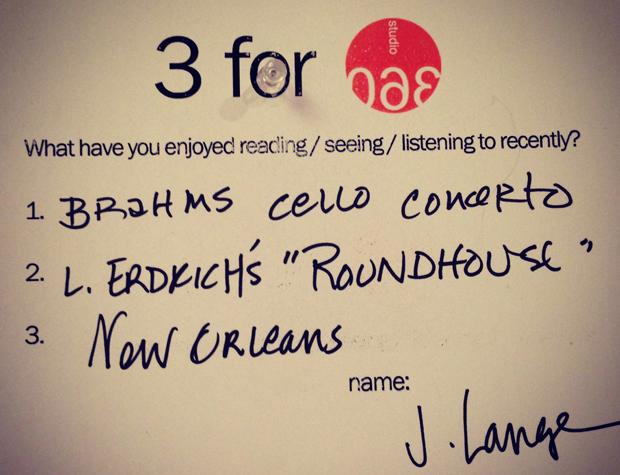 3 for studio 360
What have you enjoyed reading / seeing / listening to recently?
1. BRAHMS cello concerto
2. L. ERDRICH'S "ROUNDHOUSE"
3. NEW ORLeans
name:
J. Lange